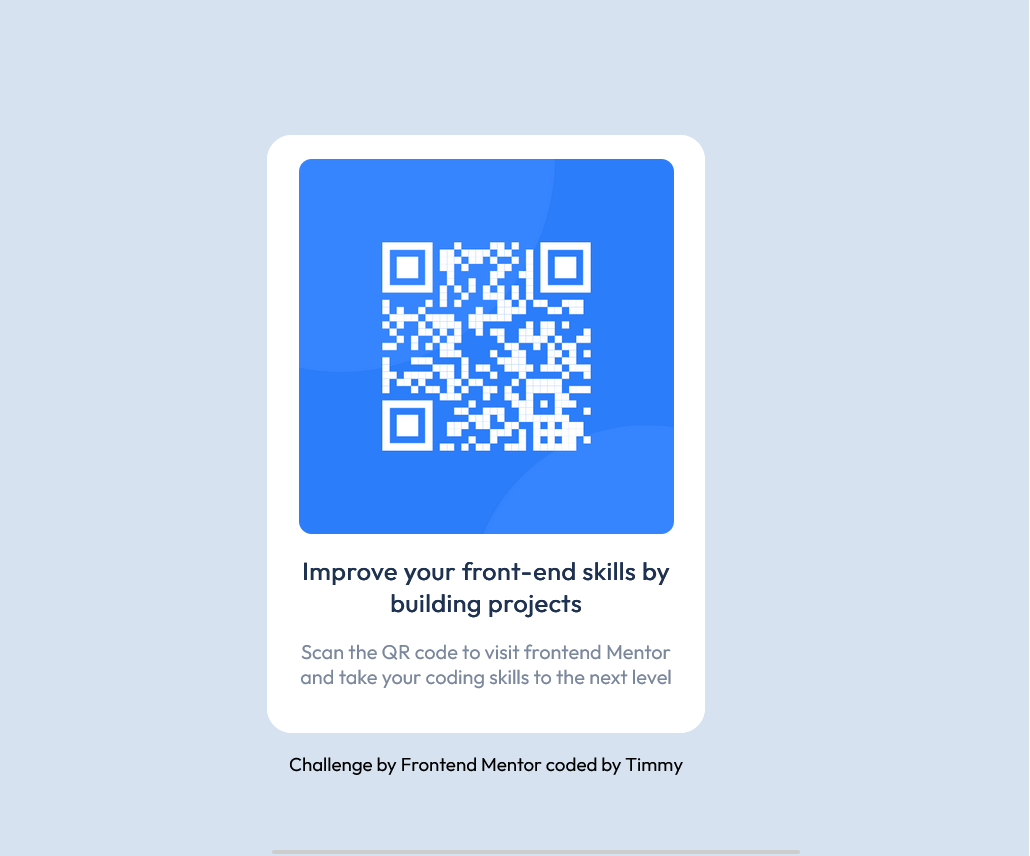 Improve your front-end skills by
building projects
Scan the QR code to visit frontend Mentor
and take your coding skills to the next level
Challenge by Frontend Mentor coded by Timmy